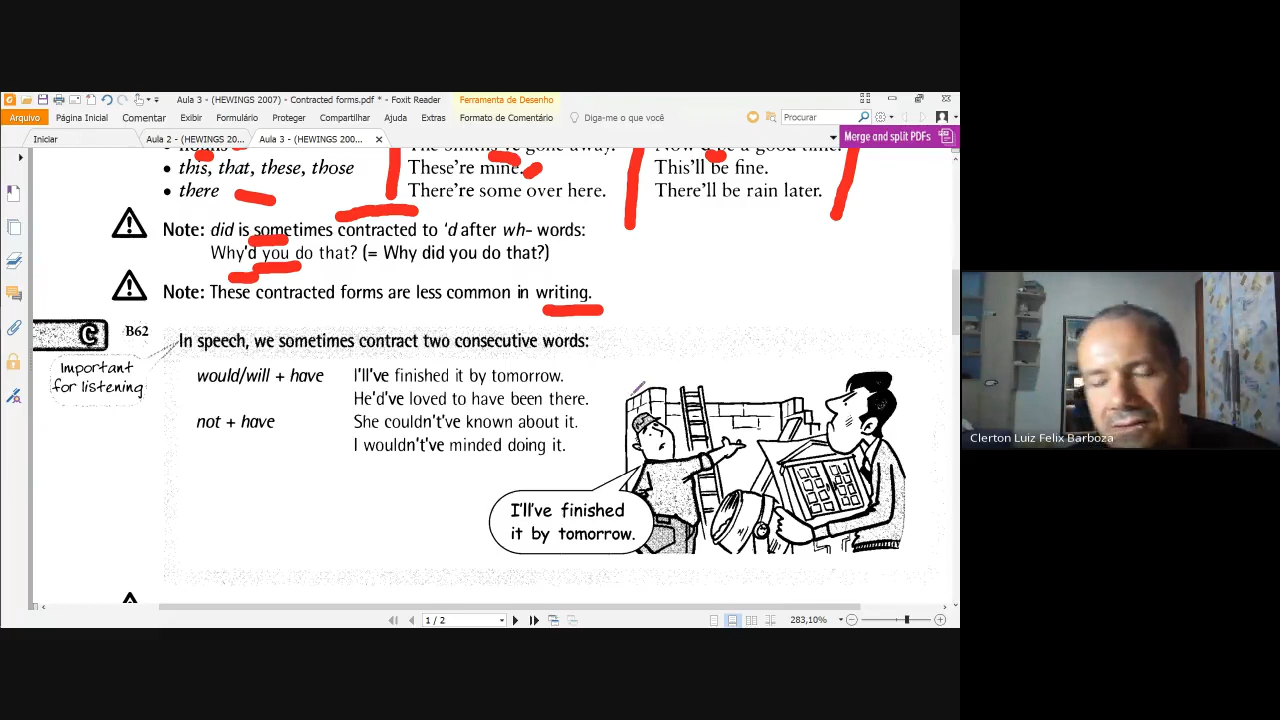 Aula 3 - (HEWINGS 2007) - Contracted forms.pdf * - Foxit Reader
Ferramenta de Desenho
Arquivo
Página Inicial
Comentar
Exibir
Formulário
Proteger
Compartilhar
Ajuda
Extras
Formato de Comentário
Diga-me o que você
Procurar
Iniciar
Aula 2 - (HEWINGS 20...
Aula 3 - (HEWINGS 200...
Merge and split PDFs
• this, that, these, those These're mine. This'll be fine.
• there There're some over here. There'll be rain later.
Note: did is sometimes contracted to 'd after wh- words:
Why'd you do that? (= Why did you do that?)
Note: These contracted forms are less common in writing.
C B62
In speech, we sometimes contract two consecutive words:
Important
for listening
would/will + have I'll've finished it by tomorrow.
He'd've loved to have been there.
not + have She couldn't've known about it.
I wouldn't've minded doing it.
I'll've finished
it by tomorrow.
1 / 2
283,10%
Clerton Luiz Felix Barboza